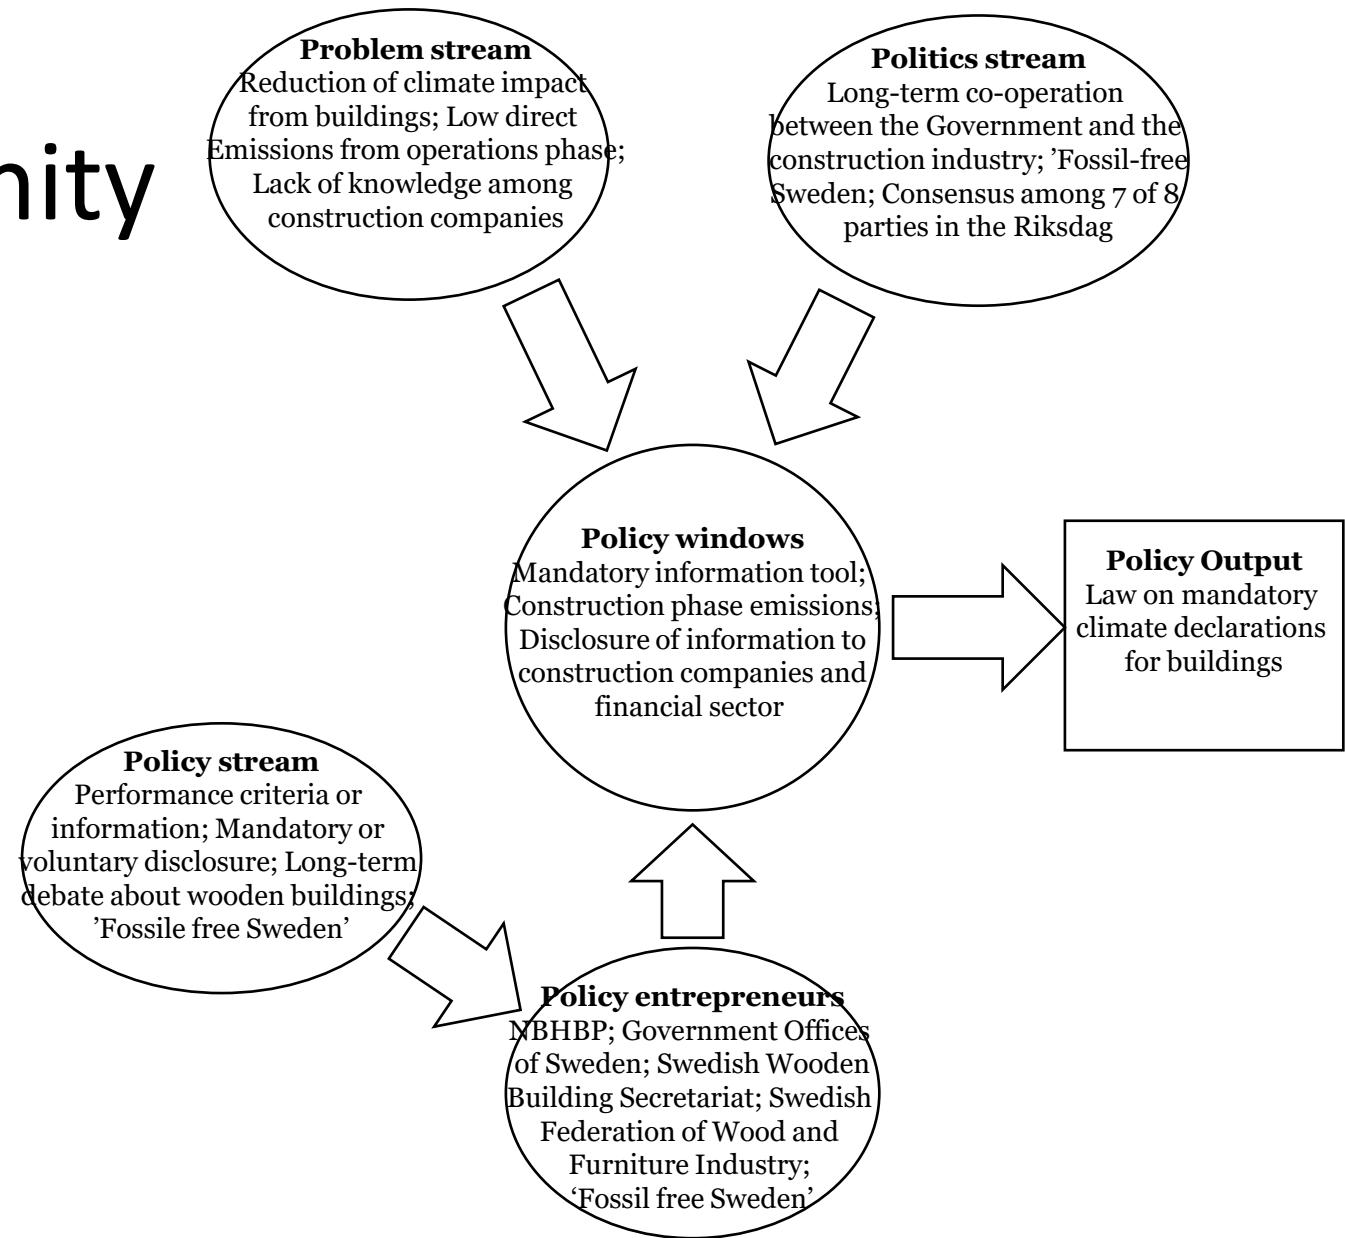 nity
Problem stream
Reduction of climate impact
from buildings; Low direct
Emissions from operations phase;
Lack of knowledge among
construction companies
Politics stream
Long-term co-operation
between the Government and the
construction industry; ’Fossil-free
Sweden; Consensus among 7 of 8
parties in the Riksdag
Policy windows
Mandatory information tool;
Construction phase emissions;
Disclosure of information to
construction companies and
financial sector
Policy Output
Law on mandatory
climate declarations
for buildings
Policy stream
Performance criteria or
information; Mandatory or
voluntary disclosure; Long-term
debate about wooden buildings;
’Fossile free Sweden’
Policy entrepreneurs
NBHBP; Government Offices
of Sweden; Swedish Wooden
Building Secretariat; Swedish
Federation of Wood and
Furniture Industry;
‘Fossil free Sweden’